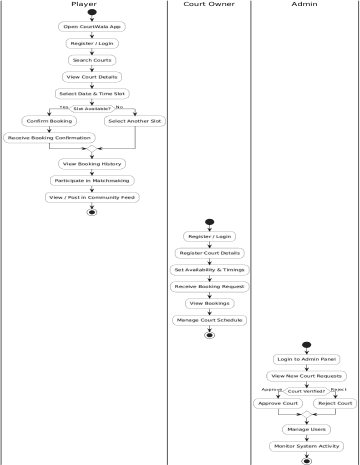 Player
Court Owner
Admin
Open CourtWala App
Register / Login
Search Courts
View Court Details
Select Date & Time Slot
Yes
Slot Available?
No
Confirm Booking
Select Another Slot
Receive Booking Confirmation
View Booking History
Participate in Matchmaking
View / Post in Community Feed
Register / Login
Register Court Details
Set Availability & Timings
Receive Booking Request
View Bookings
Manage Court Schedule
Login to Admin Panel
View New Court Requests
Approve
Court Verified?
Reject
Approve Court
Reject Court
Manage Users
Monitor System Activity